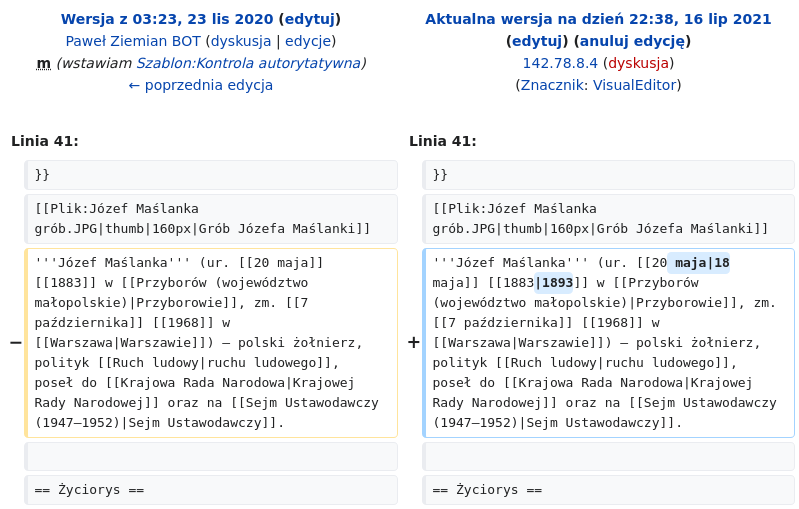 Wersja z 03:23, 23 lis 2020 (edytuj)
Paweł Ziemian BOT (dyskusja | edycje)
m (wstawiam Szablon:Kontrola autorytatywna)
← poprzednia edycja
Aktualna wersja na dzień 22:38, 16 lip 2021
(edytuj) (anuluj edycję)
142.78.8.4 (dyskusja)
(Znacznik: VisualEditor)
Linia 41:
}}
[[Plik:Józef Maślanka
grób.JPG|thumb|160px|Grób Józefa Maślanki]]
−
'''Józef Maślanka''' (ur. [[20 maja]]
[[1883]] w [[Przyborów (województwo
małopolskie)|Przyborowie]], zm. [[7
października]] [[1968]] w
[[Warszawa|Warszawie]]) – polski żołnierz,
polityk [[Ruch ludowy|ruchu ludowego]],
poseł do [[Krajowa Rada Narodowa|Krajowej
Rady Narodowej]] oraz na [[Sejm Ustawodawczy
(1947–1952)|Sejm Ustawodawczy]].
== Życiorys ==
Linia 41:
}}
[[Plik:Józef Maślanka
grób.JPG|thumb|160px|Grób Józefa Maślanki]]
+
'''Józef Maślanka''' (ur. [[20 maja|18
maja]] [[1883|1893]] w [[Przyborów
(województwo małopolskie)|Przyborowie]], zm.
[[7 października]] [[1968]] w
[[Warszawa|Warszawie]]) – polski żołnierz,
polityk [[Ruch ludowy|ruchu ludowego]],
poseł do [[Krajowa Rada Narodowa|Krajowej
Rady Narodowej]] oraz na [[Sejm Ustawodawczy
(1947–1952)|Sejm Ustawodawczy]].
== Życiorys ==